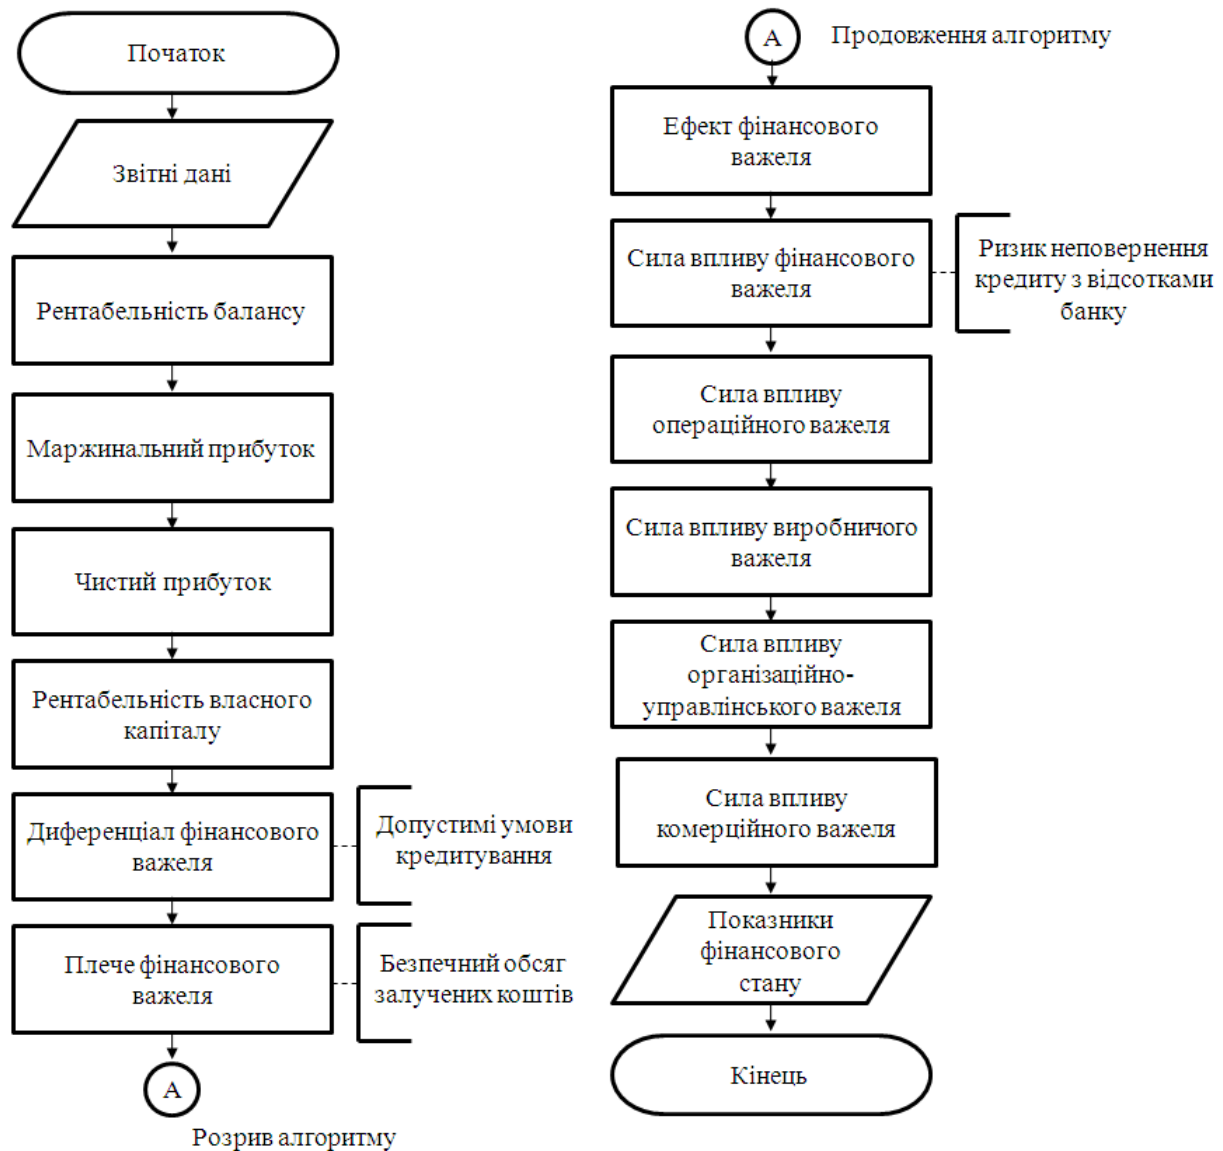 Початок
Звітні дані
Рентабельність балансу
Маржинальний прибуток
Чистий прибуток
Рентабельність власного
капіталу
Диференціал фінансового
важеля
Допустимі умови
кредитування
Плече фінансового
важеля
Безпечний обсяг
залучених коштів
А
Розрив алгоритму
А
Продовження алгоритму
Ефект фінансового
важеля
Сила впливу фінансового
важеля
Ризик неповернення
кредиту з відсотками
банку
Сила впливу
операційного важеля
Сила впливу виробничого
важеля
Сила впливу
організаційно-
управлінського важеля
Сила впливу
комерційного важеля
Показники
фінансового
стану
Кінець